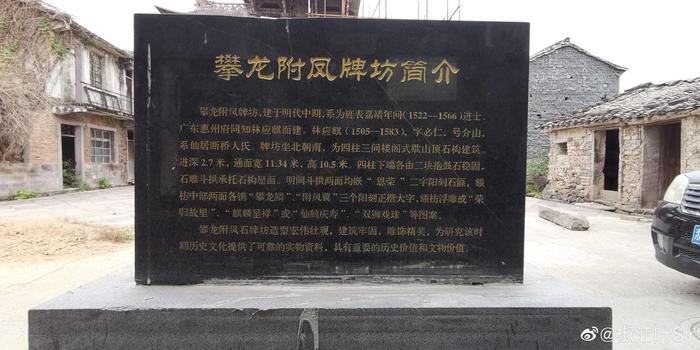 攀龙附凤牌坊简介
攀龙附凤牌坊,建于明代中期,系为旌表嘉靖年间(1522—1566)进士、
广东惠州府同知林应麒而建。林应麒(1505—1583),字必仁,号介山,
系仙居断桥人氏。牌坊坐北朝南,为四柱三间楼阁式歇山顶石构建筑,
进深2.7米,通面宽11.34米,高10.5米。四柱下端各由二块抱鼓石稳固,
石雕斗拱承托石构屋面。明间斗拱两面均嵌“恩荣”二字阳刻石匾,额
枋中部两面各镌“攀龙鳞”、“附凤翼”三个阳刻正楷大字,额枋浮雕或“荣
归故里”、“麒麟呈祥”或“仙鹤庆寿”、“双狮戏球”等图案。
攀龙附凤石牌坊造型宏伟壮观,建筑牢固,雕饰精美,为研究该时
期历史文化提供了可靠的实物资料,具有重要的历史价值和文物价值。